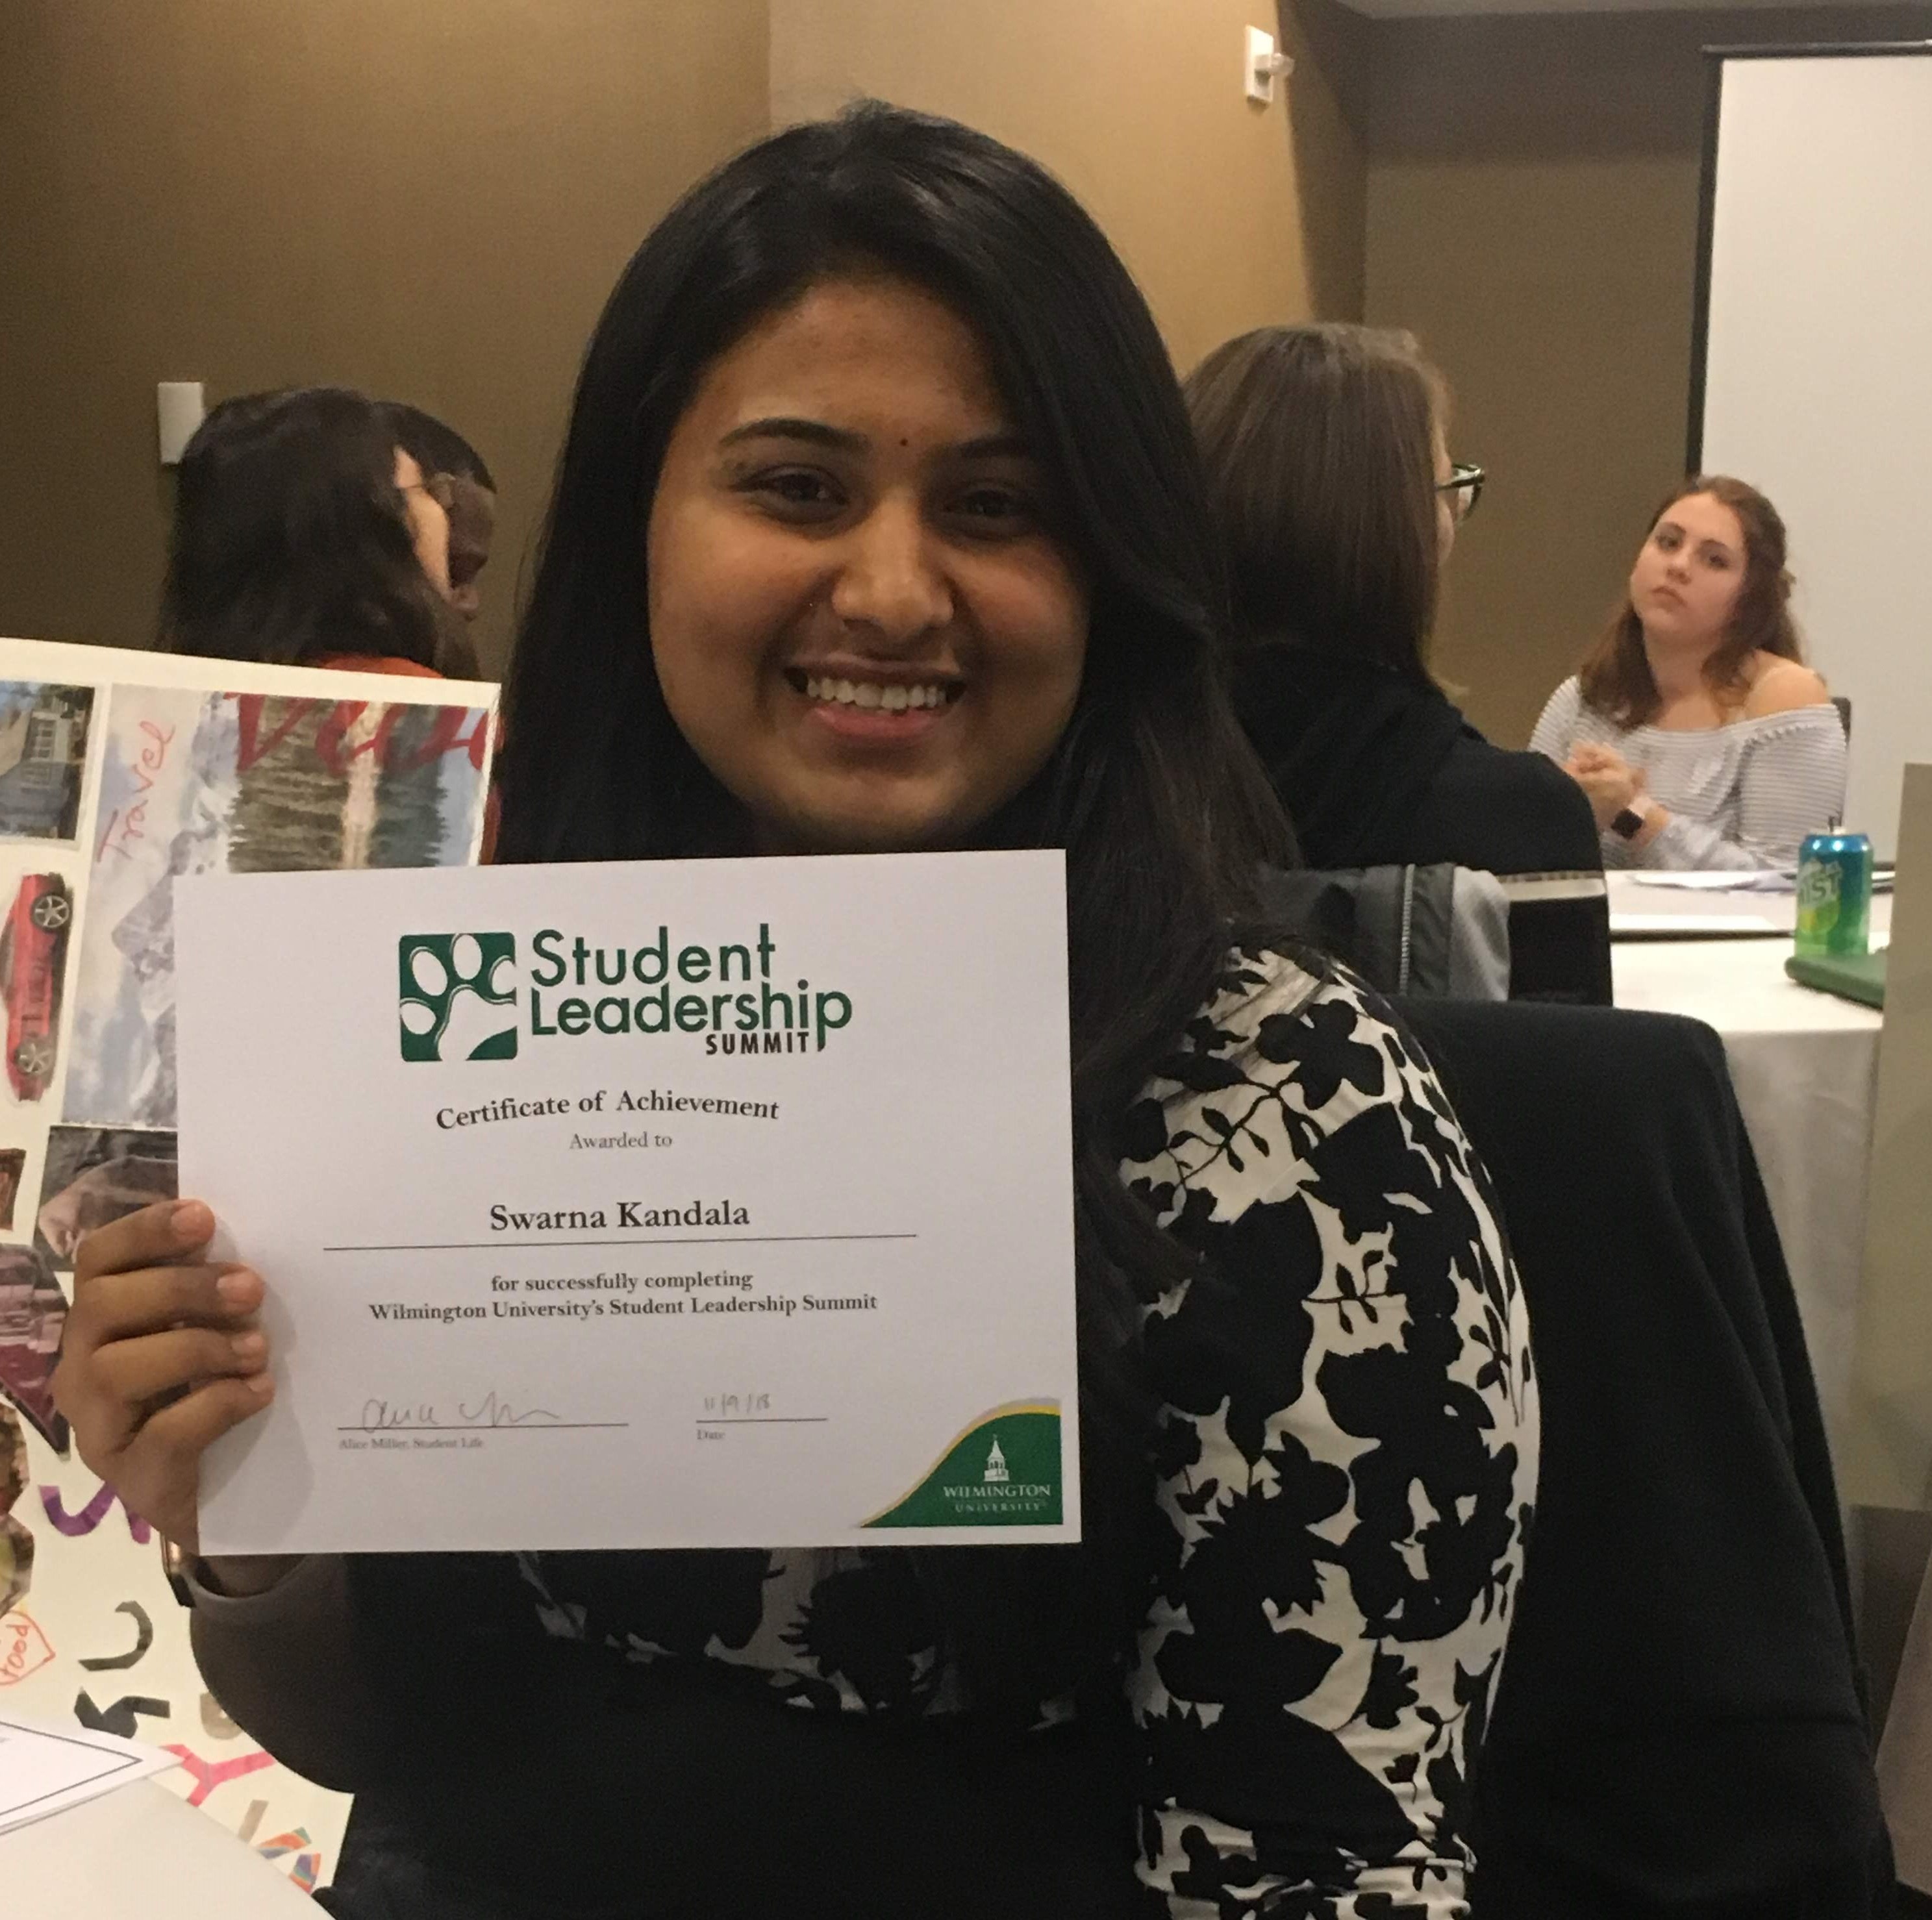 Travel
Student
Leadership
SUMMIT
Certificate of Achievement
Awarded to
Swarna Kandala
for successfully completing
Wilmington University's Student Leadership Summit
11/9/18
Alice Miller, Student Life
Date
WILMINGTON
UNIVERSITY
food